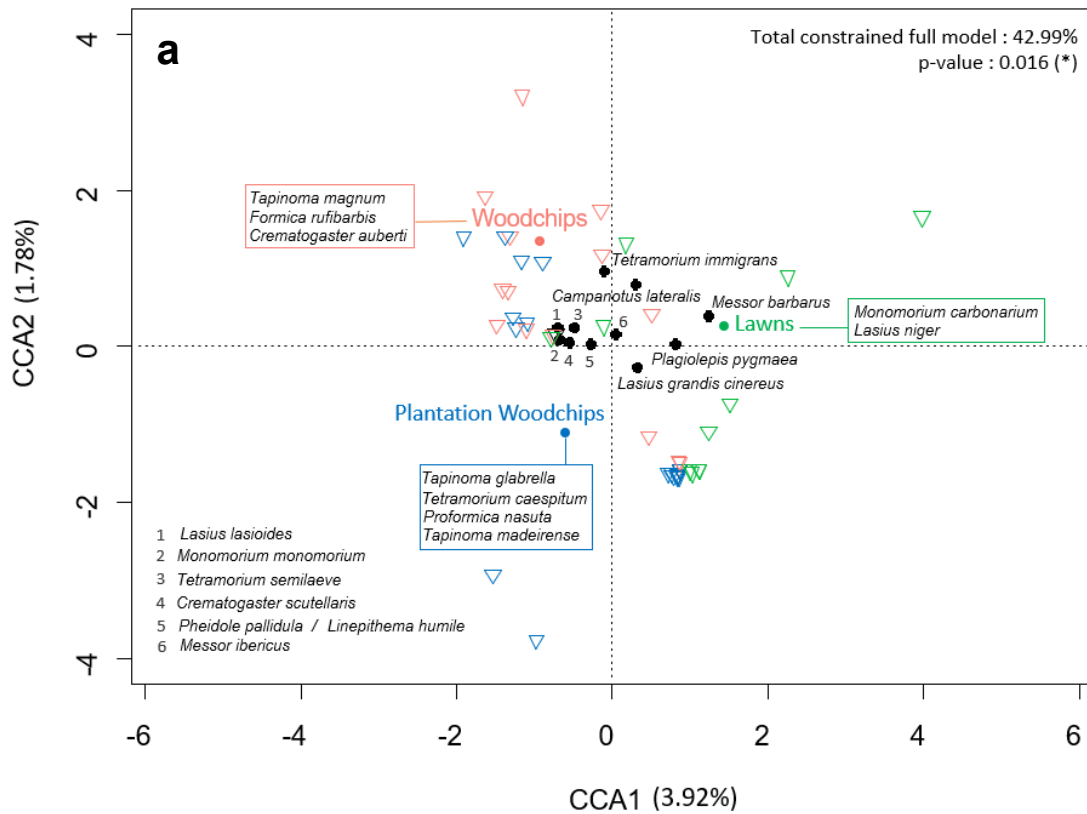 a
Total constrained full model : 42.99%
p-value : 0.016 (*)
4
2
0
-2
-4
CCA2 (1.78%)
Tapinoma magnum
Formica rufibarbis
Crematogaster auberti
Woodchips
Tetramorium immigrans
Camponotus lateralis
Messor barbarus
1
3
6
Lawns
Monomorium carbonarium
Lasius niger
2
4
5
Plagiolepis pygmaea
Lasius grandis cinereus
Plantation Woodchips
Tapinoma glabrella
Tetramorium caespitum
Proformica nasuta
Tapinoma madeirense
1 Lasius lasioides
2 Monomorium monomorium
3 Tetramorium semilaeve
4 Crematogaster scutellaris
5 Pheidole pallidula / Linepithema humile
6 Messor ibericus
-6
-4
-2
0
2
4
6
CCA1 (3.92%)